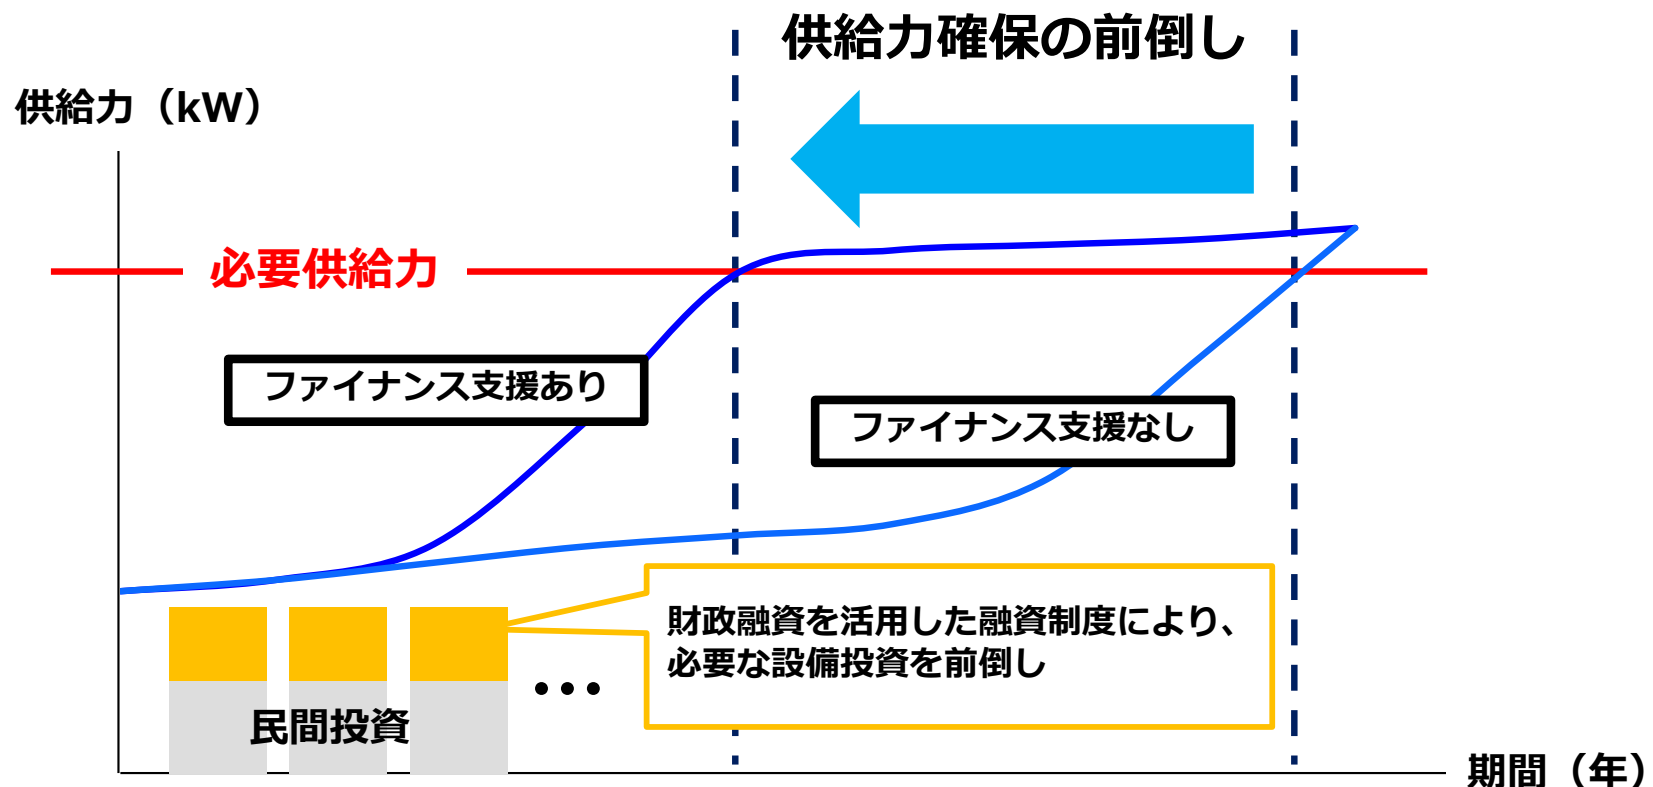 供給力確保の前倒し
供給力（kW）
必要供給力
ファイナンス支援あり
ファイナンス支援なし
財政融資を活用した融資制度により、
必要な設備投資を前倒し
•••
民間投資
期間（年）